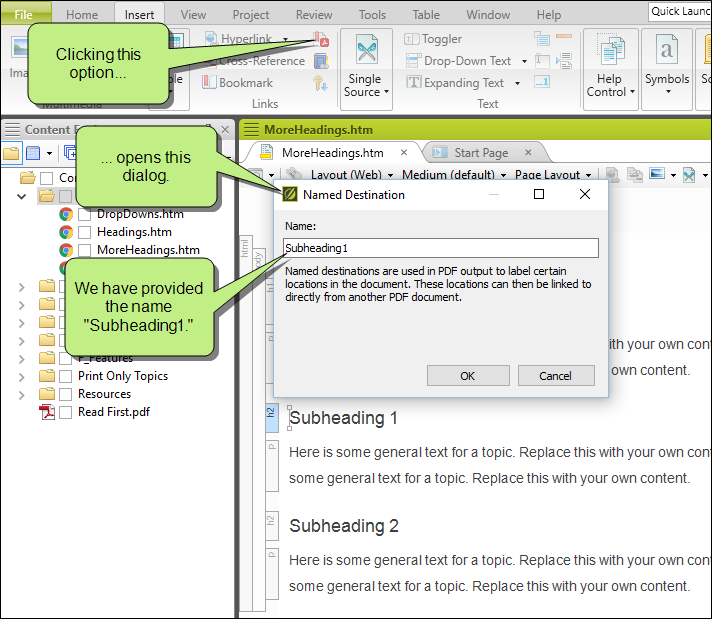 File Home Insert View Project Review Tools Table Window Help Quick Launc
Clicking this
option...
Hyperlink
Cross-Reference
Bookmark
Links
Single
Source
Toggler
Drop-Down Text
Expanding Text
Text
Help
Control
Symbols
Multimedia
Content
MoreHeadings.htm
MoreHeadings.htm Start Page
Layout (Web) Medium (default) Page Layout
... opens this
dialog.
DropDowns.htm
Headings.htm
MoreHeadings.htm
We have provided
the name
"Subheading1."
F_Features
Print Only Topics
Resources
Read First.pdf
Named Destination
Name:
Subheading1
Named destinations are used in PDF output to label certain
locations in the document. These locations can then be linked to
directly from another PDF document.
OK Cancel
html
body
with your own cont
own content.
h2
Subheading 1
p
Here is some general text for a topic. Replace this with your own cont
some general text for a topic. Replace this with your own content.
h2
Subheading 2
p
Here is some general text for a topic. Replace this with your own cont
some general text for a topic. Replace this with your own content.